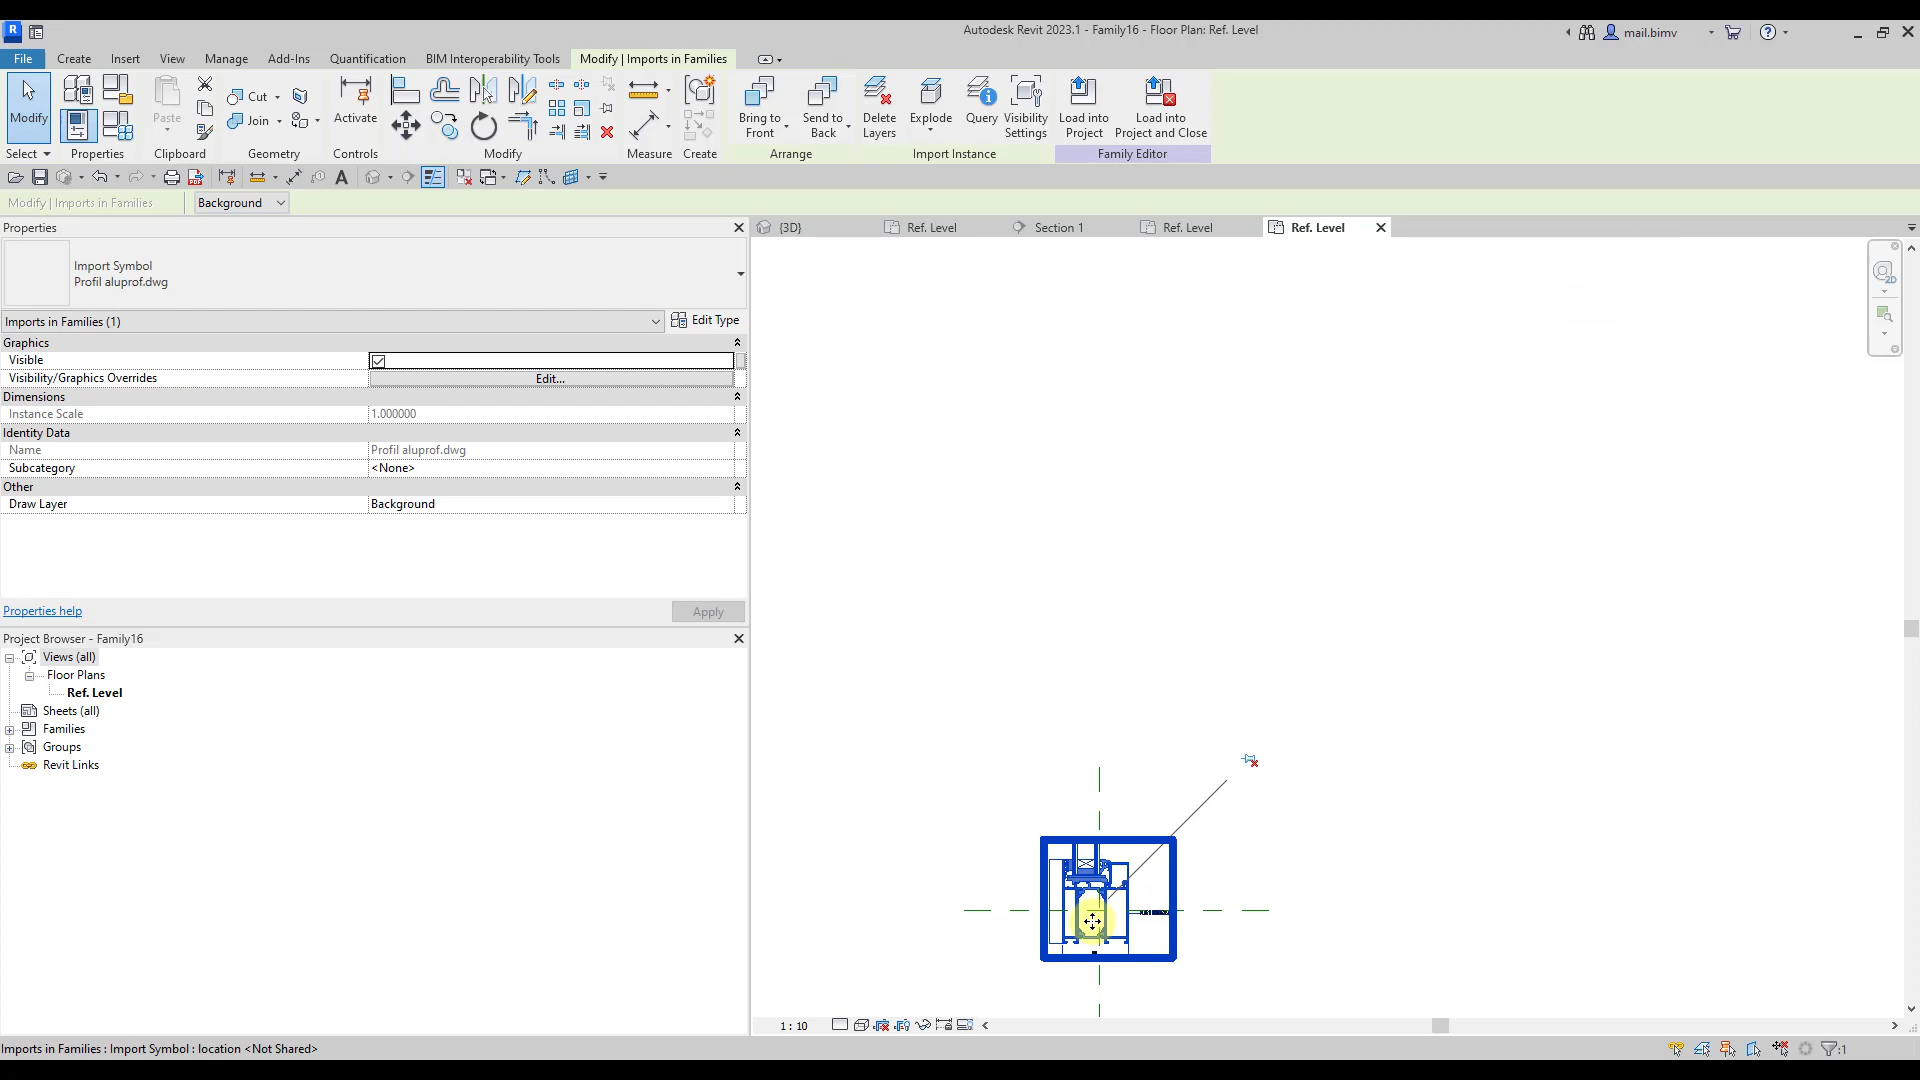 R
Autodesk Revit 2023.1 - Family16 - Floor Plan: Ref. Level
mail.bimv
File
Create
Insert
View
Manage
Add-Ins
Quantification
BIM Interoperability Tools
Modify | Imports in Families
Modify
Paste
Cut
Join
Activate
Bring to Front
Send to Back
Delete Layers
Explode
Query
Visibility Settings
Load into Project
Load into Project and Close
Select
Properties
Clipboard
Geometry
Controls
Modify
Measure
Create
Arrange
Import Instance
Family Editor
Modify | Imports in Families
Background
Properties
{3D}
Ref. Level
Section 1
Ref. Level
Ref. Level
2D
Import Symbol
Profil aluprof.dwg
Imports in Families (1)
Edit Type
Graphics
Visible
Visibility/Graphics Overrides
Edit...
Dimensions
Instance Scale
1.000000
Identity Data
Name
Profil aluprof.dwg
Subcategory
<None>
Other
Draw Layer
Background
Properties help
Apply
Project Browser - Family16
Views (all)
Floor Plans
Ref. Level
Sheets (all)
Families
Groups
Revit Links
1 : 10
Imports in Families : Import Symbol : location <Not Shared>
:1